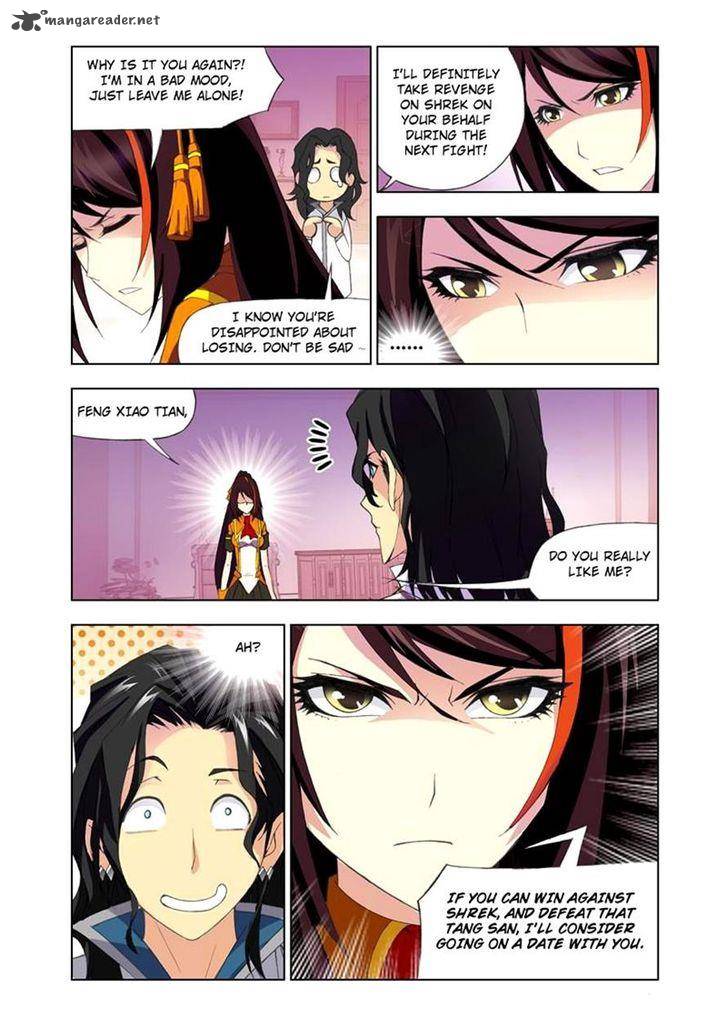 mangareader.net
WHY IS IT YOU AGAIN?!
I'M IN A BAD MOOD,
JUST LEAVE ME ALONE!
I KNOW YOU'RE
DISAPPOINTED ABOUT
LOSING. DON'T BE SAD ~
I'LL DEFINITELY
TAKE REVENGE
ON SHREK ON
YOUR BEHALF
DURING THE
NEXT FIGHT!
......
FENG XIAO TIAN,
DO YOU REALLY
LIKE ME?
AH?
IF YOU CAN WIN AGAINST
SHREK, AND DEFEAT THAT
TANG SAN, I'LL CONSIDER
GOING ON A DATE WITH YOU.